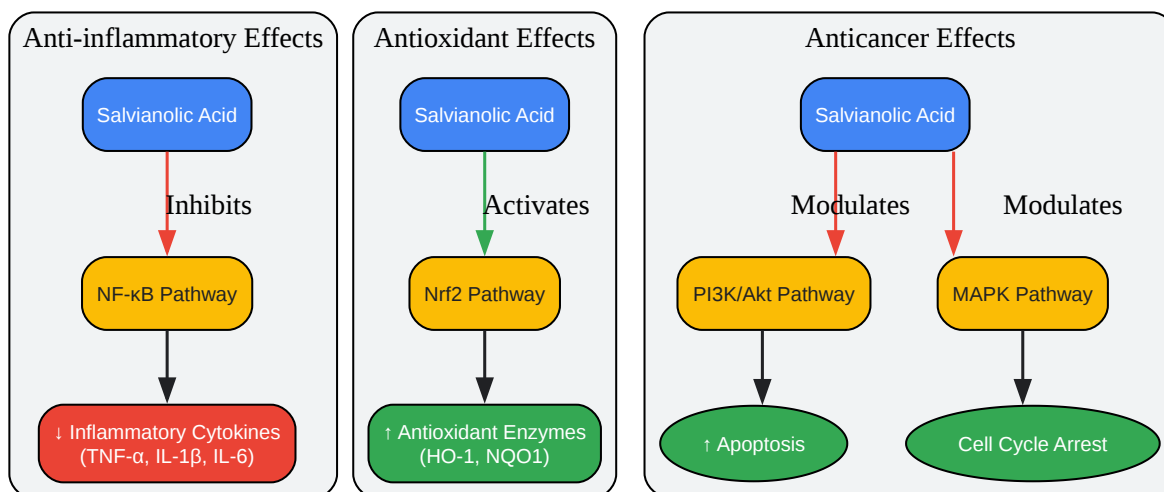 Anti-inflammatory Effects
Salvianolic Acid
Inhibits
NF-κB Pathway
↓ Inflammatory Cytokines
(TNF-α, IL-1β, IL-6)
Antioxidant Effects
Salvianolic Acid
Activates
Nrf2 Pathway
↑ Antioxidant Enzymes
(HO-1, NQO1)
Anticancer Effects
Salvianolic Acid
Modulates
Modulates
PI3K/Akt Pathway
MAPK Pathway
↑ Apoptosis
Cell Cycle Arrest